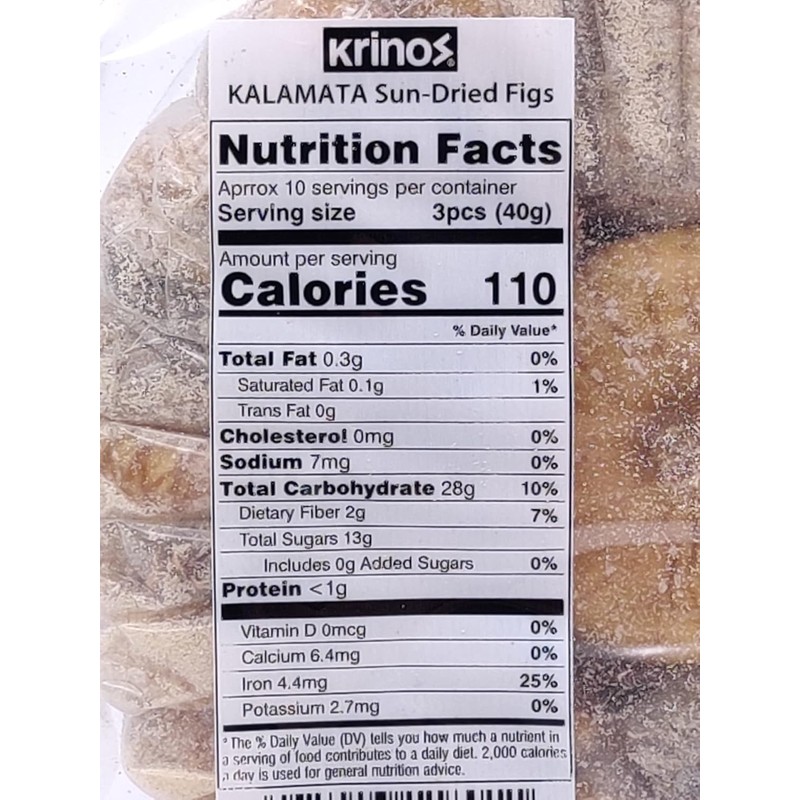 Krinos
KALAMATA Sun-Dried Figs
Nutrition Facts
Aprrox 10 servings per container
Serving size 3pcs (40g)
Amount per serving
Calories 110
% Daily Value*
Total Fat 0.3g 0%
Saturated Fat 0.1g 1%
Trans Fat 0g
Cholesterol 0mg 0%
Sodium 7mg 0%
Total Carbohydrate 28g 10%
Dietary Fiber 2g 7%
Total Sugars 13g
Includes 0g Added Sugars 0%
Protein <1g
Vitamin D 0mcg 0%
Calcium 6.4mg 0%
Iron 4.4mg 25%
Potassium 2.7mg 0%
* The % Daily Value (DV) tells you how much a nutrient in
a serving of food contributes to a daily diet. 2,000 calories
a day is used for general nutrition advice.